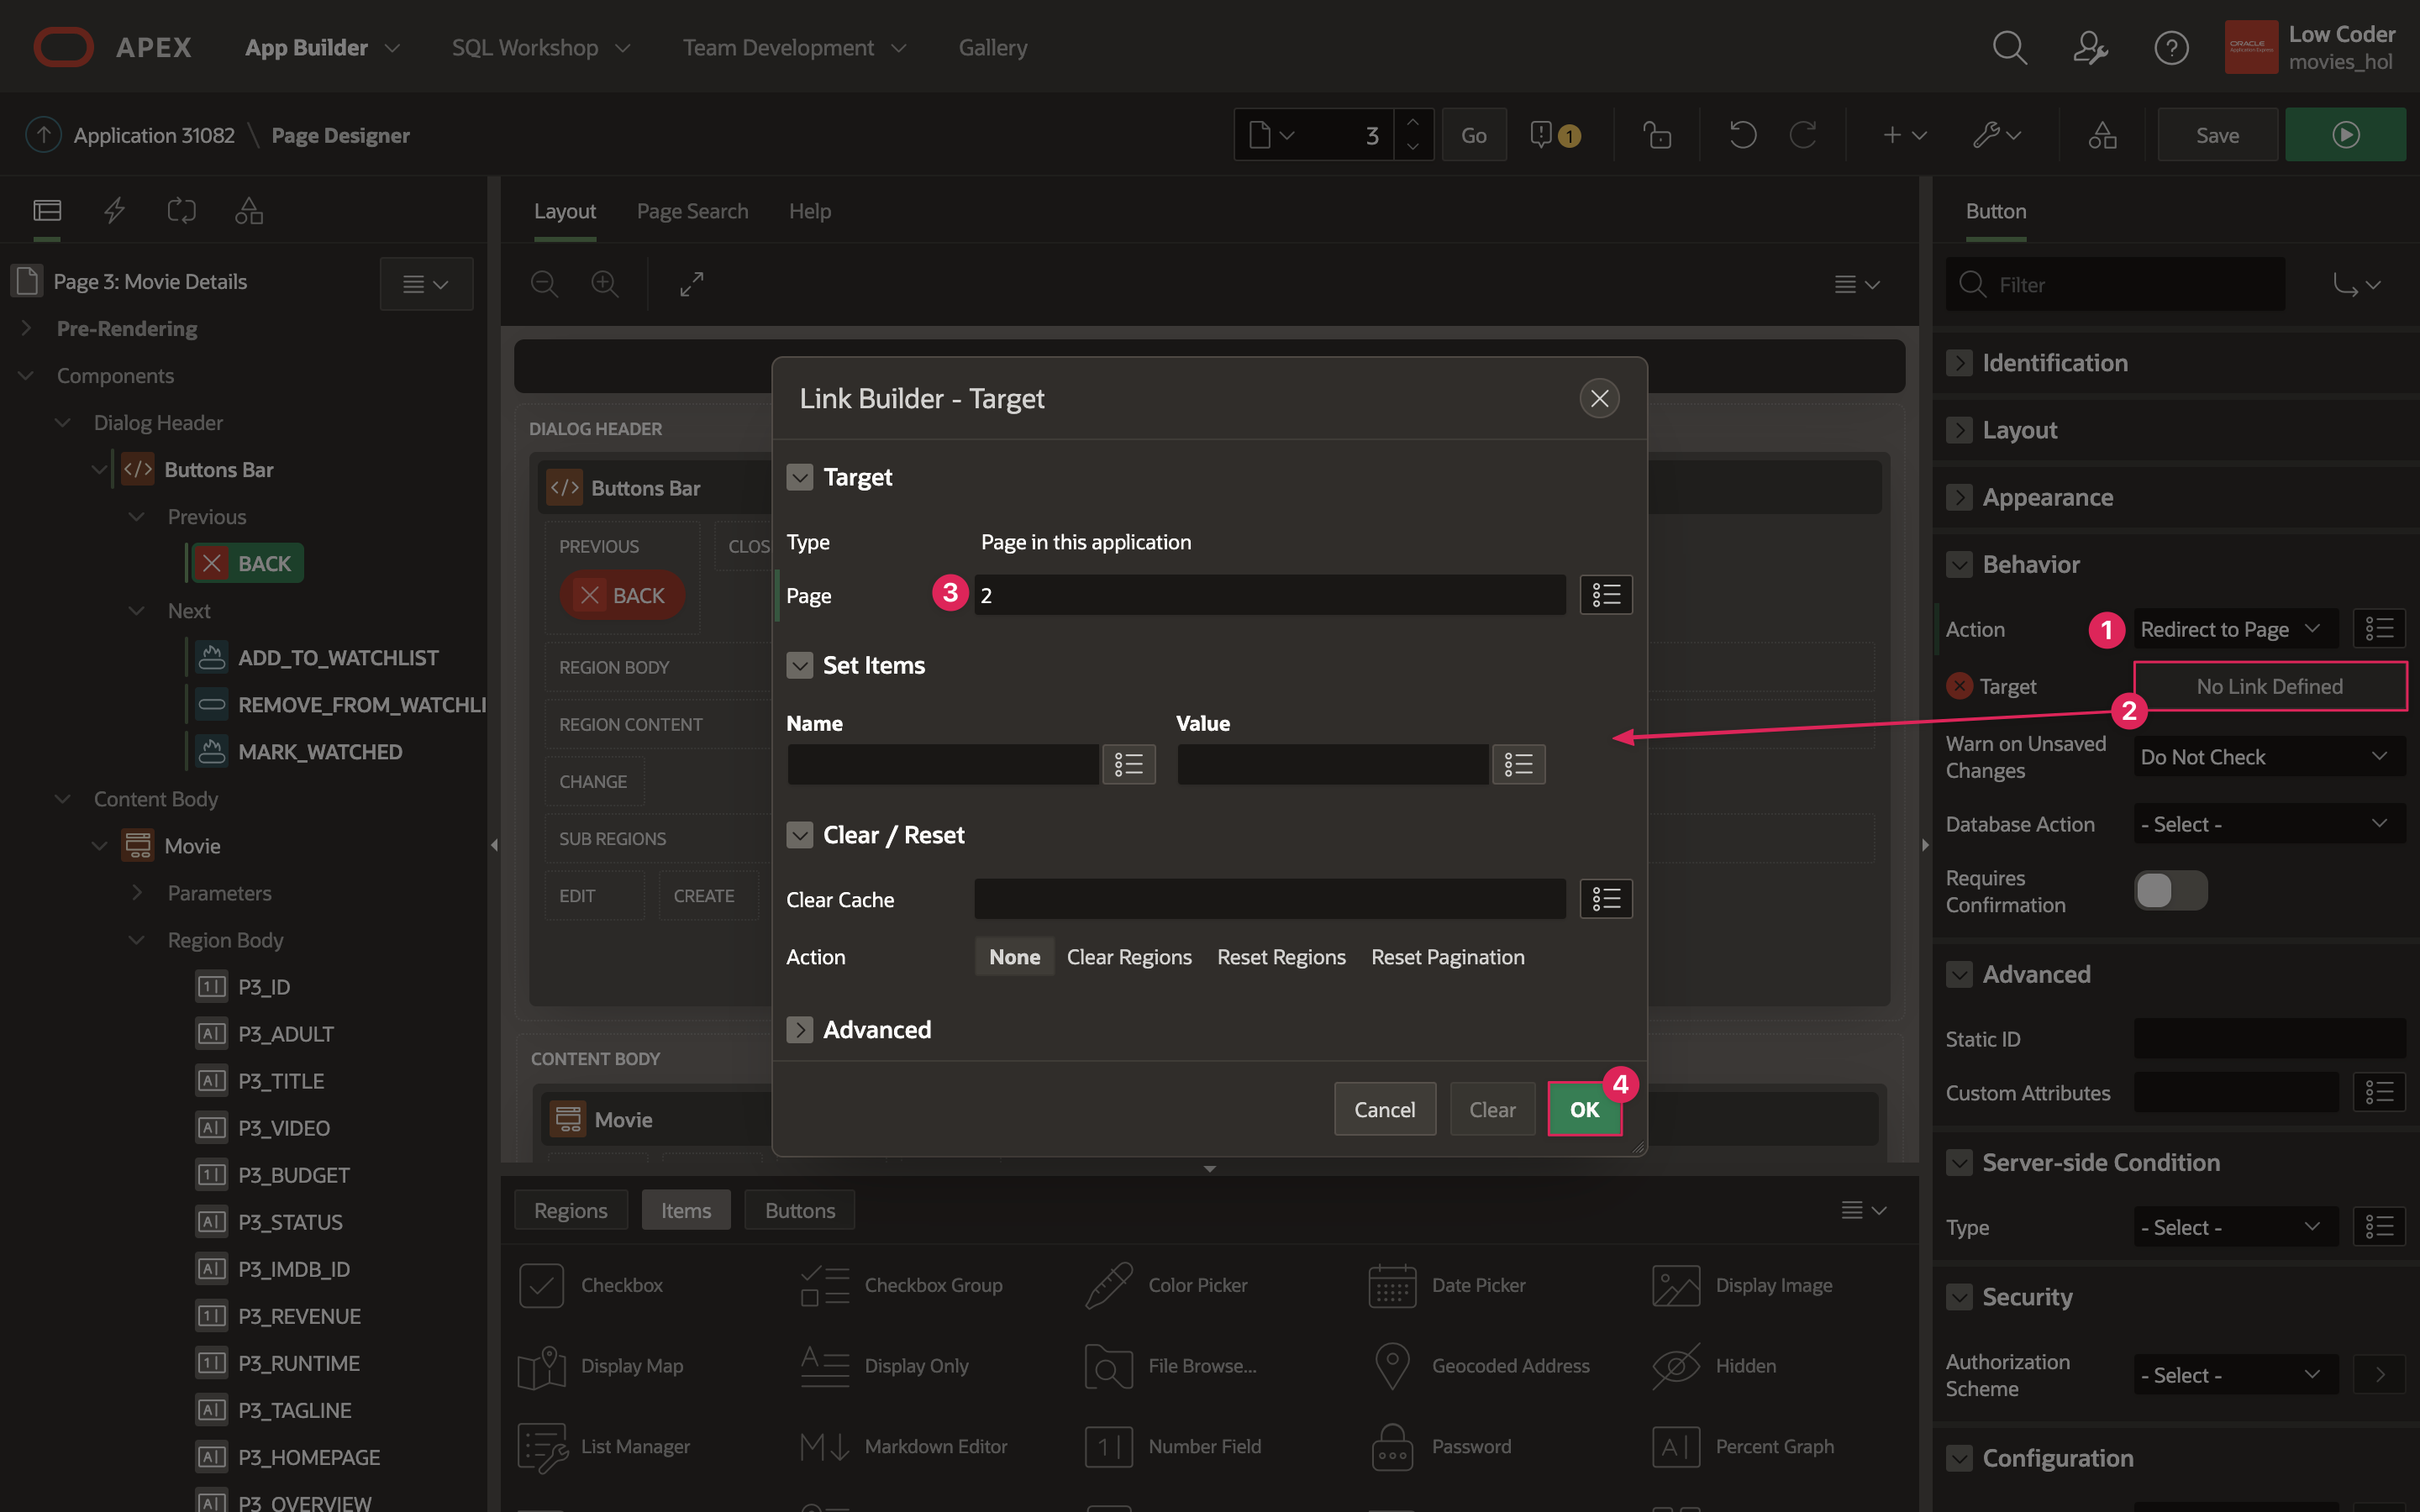 APEX
App Builder
SQL Workshop
Team Development
Gallery
ORACLE
Low Coder
movies_hol
Application 31082 \ Page Designer
3
Go
1
Save
Page 3: Movie Details
Pre-Rendering
Components
Dialog Header
Buttons Bar
Previous
BACK
Next
ADD_TO_WATCHLIST
REMOVE_FROM_WATCHLI
MARK_WATCHED
Content Body
Movie
Parameters
Region Body
P3_ID
P3_ADULT
P3_TITLE
P3_VIDEO
P3_BUDGET
P3_STATUS
P3_IMDB_ID
P3_REVENUE
P3_RUNTIME
P3_TAGLINE
P3_HOMEPAGE
P3_OVERVIEW
Layout
Page Search
Help
DIALOG HEADER
Buttons Bar
PREVIOUS
CLOS
BACK
REGION BODY
REGION CONTENT
CHANGE
SUB REGIONS
EDIT
CREATE
CONTENT BODY
Movie
Link Builder - Target
Target
Type
Page in this application
Page
3
2
Set Items
Name
Value
Clear / Reset
Clear Cache
Action
None
Clear Regions
Reset Regions
Reset Pagination
Advanced
Cancel
Clear
OK
4
Regions
Items
Buttons
Checkbox
Checkbox Group
Color Picker
Date Picker
Display Image
Display Map
Display Only
File Browse...
Geocoded Address
Hidden
List Manager
Markdown Editor
Number Field
Password
Percent Graph
Button
Filter
Identification
Layout
Appearance
Behavior
Action
1
Redirect to Page
Target
No Link Defined
2
Warn on Unsaved
Changes
Do Not Check
Database Action
- Select -
Requires
Confirmation
Advanced
Static ID
Custom Attributes
Server-side Condition
Type
- Select -
Security
Authorization
Scheme
- Select -
Configuration